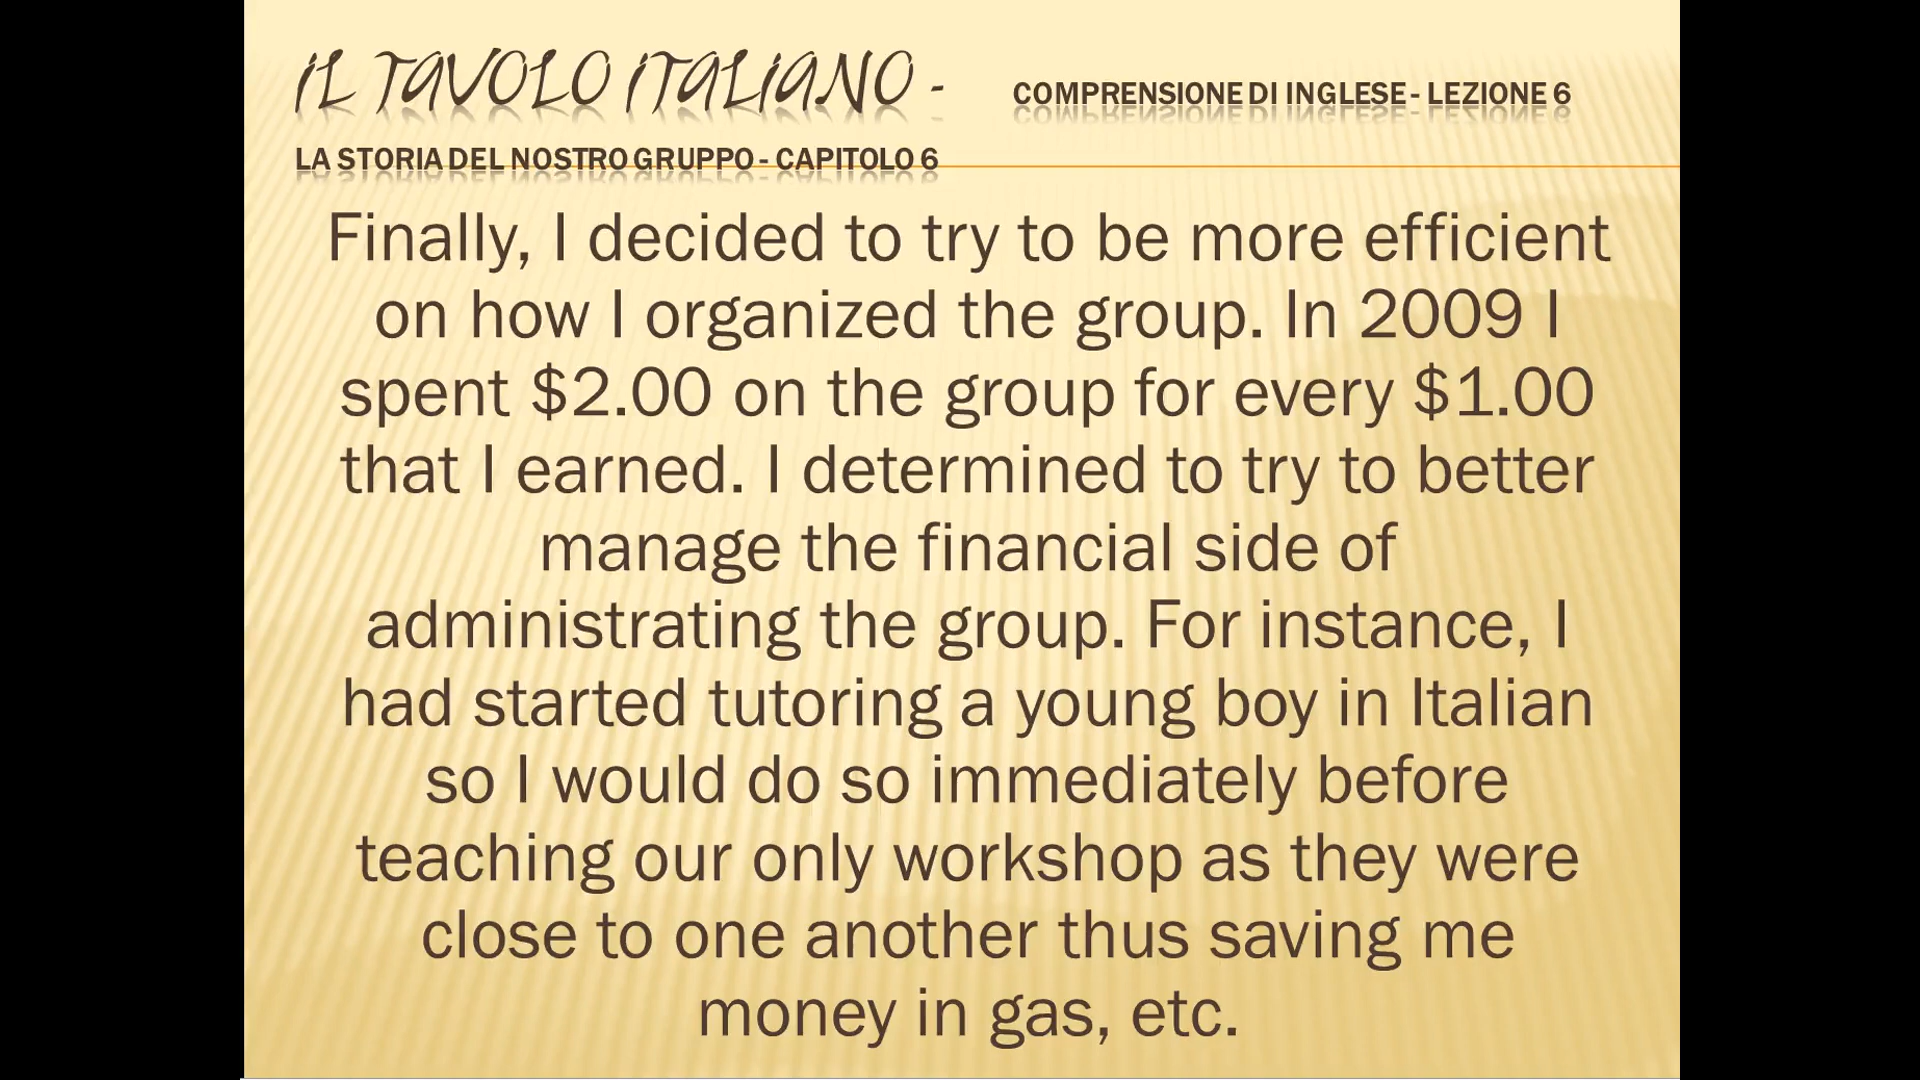 IL TAVOLO ITALIANO - COMPRENSIONE DI INGLESE - LEZIONE 6
LA STORIA DEL NOSTRO GRUPPO - CAPITOLO 6
Finally, I decided to try to be more efficient
on how I organized the group. In 2009 I
spent $2.00 on the group for every $1.00
that I earned. I determined to try to better
manage the financial side of
administrating the group. For instance, I
had started tutoring a young boy in Italian
so I would do so immediately before
teaching our only workshop as they were
close to one another thus saving me
money in gas, etc.